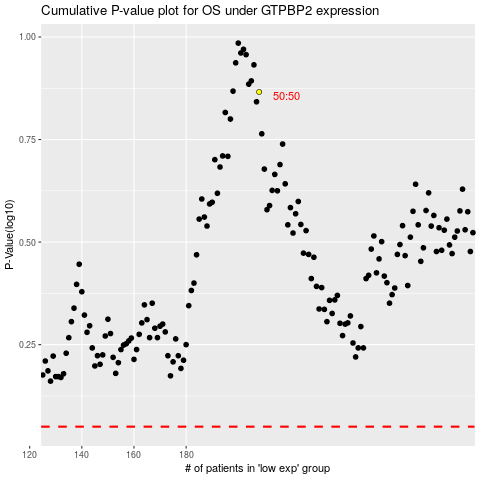 Cumulative P-value plot for OS under GTPBP2 expression
1.00
0.75
0.50
0.25
P-Value(log10)
50:50
120 140 160 180
# of patients in 'low exp' group